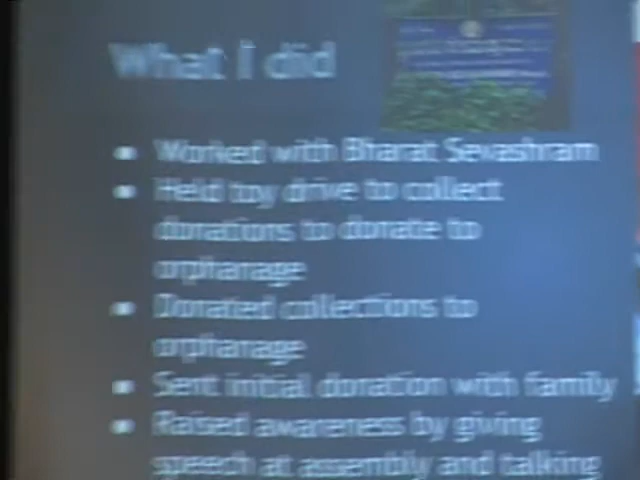 What I did
Worked with Bharat Sevashram
Held toy drive to collect
donations to donate to
orphanage
Donated collections to
orphanage
Sent initial donation with family
Raised awareness by giving
speech at assembly and talking